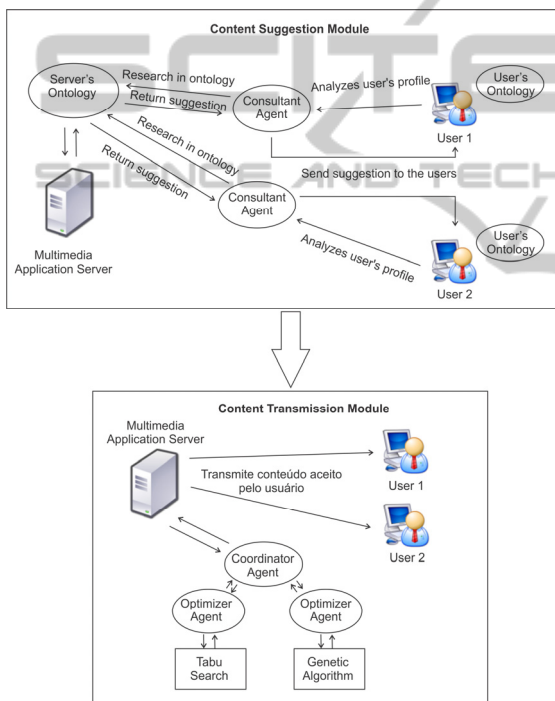 Content Suggestion Module
Server's
Ontology
Research in ontology
Return suggestion
Consultant
Agent
Analyzes user's profile
User's
Ontology
User 1
Research in ontology
Return suggestion
Send suggestion to the users
Consultant
Agent
Analyzes user's profile
User's
Ontology
User 2
Multimedia
Application Server
SCIENCE AND TECH
Content Transmission Module
Multimedia
Application Server
Transmite conteúdo aceito
pelo usuário
User 1
User 2
Coordinator
Agent
Optimizer
Agent
Optimizer
Agent
Tabu
Search
Genetic
Algorithm